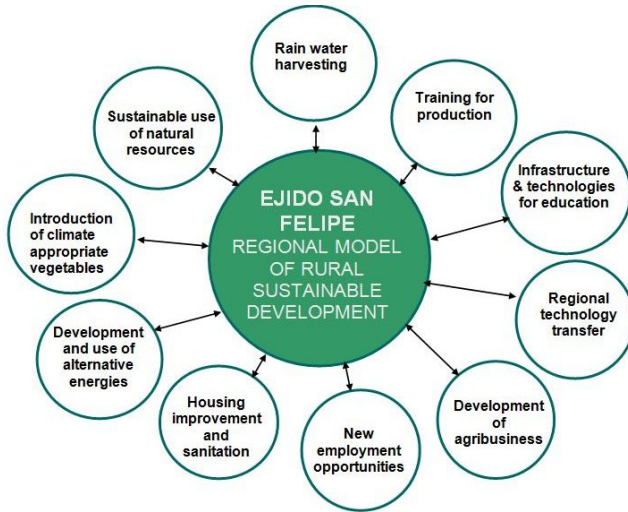 Rain water
harvesting
Training for
production
Infrastructure
& technologies
for education
Regional
technology
transfer
Development
of
agribusiness
New
employment
opportunities
Housing
improvement
and
sanitation
Development
and use of
alternative
energies
Introduction
of climate
appropriate
vegetables
Sustainable use
of natural
resources
EJIDO SAN
FELIPE
REGIONAL MODEL
OF RURAL
SUSTAINABLE
DEVELOPMENT